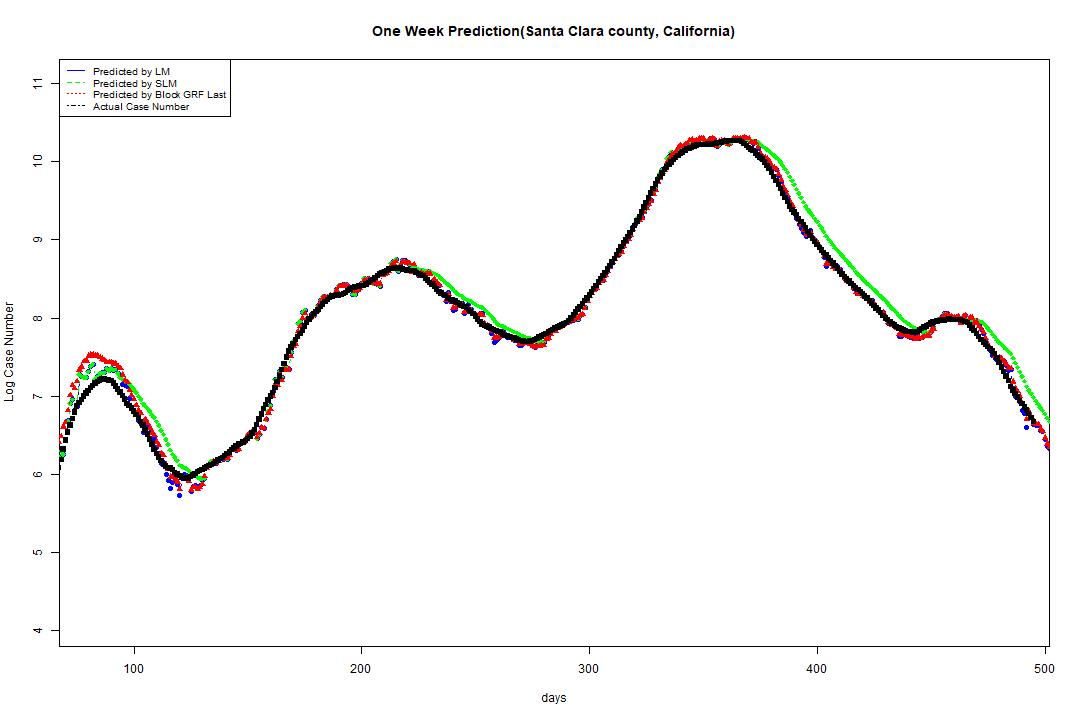 One Week Prediction(Santa Clara county, California)
Predicted by LM
Predicted by SLM
Predicted by Block GRF Last
Actual Case Number
11
10
9
8
7
6
5
4
Log Case Number
100 200 300 400 500
days